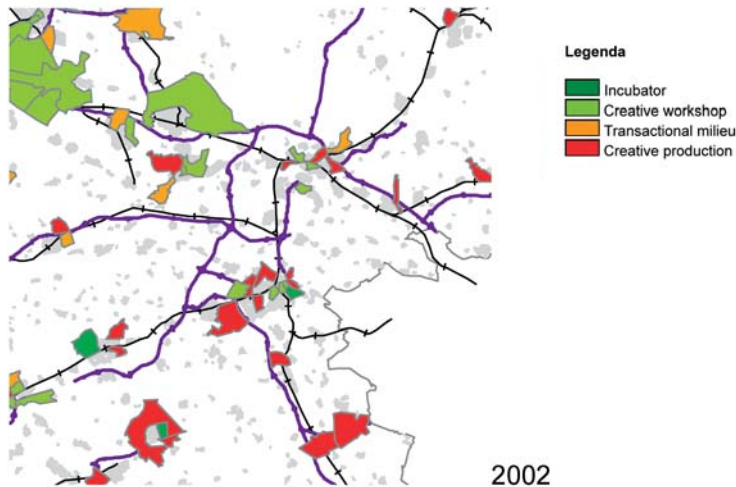 Legenda
Incubator
Creative workshop
Transactional milieu
Creative production
2002